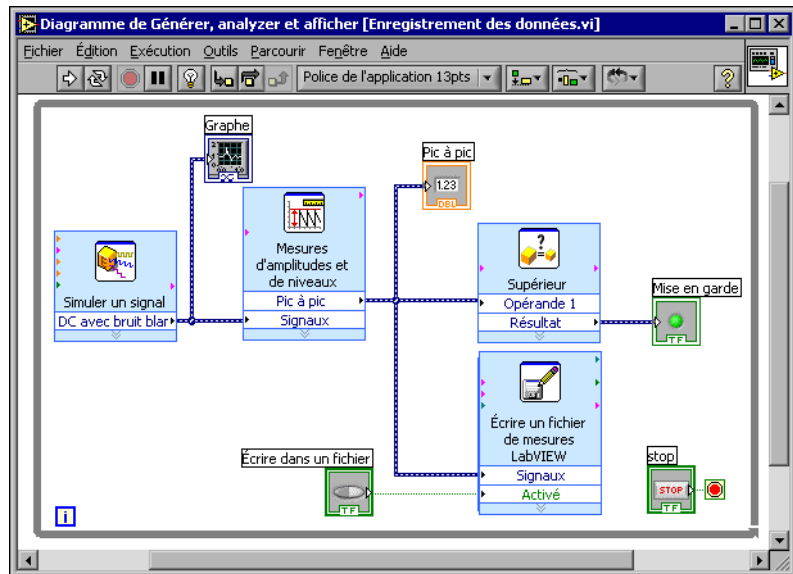 Diagramme de Générer, analyzer et afficher [Enregistrement des données.vi]
Fichier Édition Exécution Outils Parcourir Fenêtre Aide
Police de l'application 13pts
?
Graphe
Pic à pic
1.23
DBL
Mesures
d'amplitudes et
de niveaux
Pic à pic
Signaux
Simuler un signal
DC avec bruit blar
?
Supérieur
Opérande 1
Résultat
Mise en garde
TF
Écrire un fichier
de mesures
LabVIEW
Signaux
Activé
Écrire dans un fichier
TF
stop
STOP
TF
i